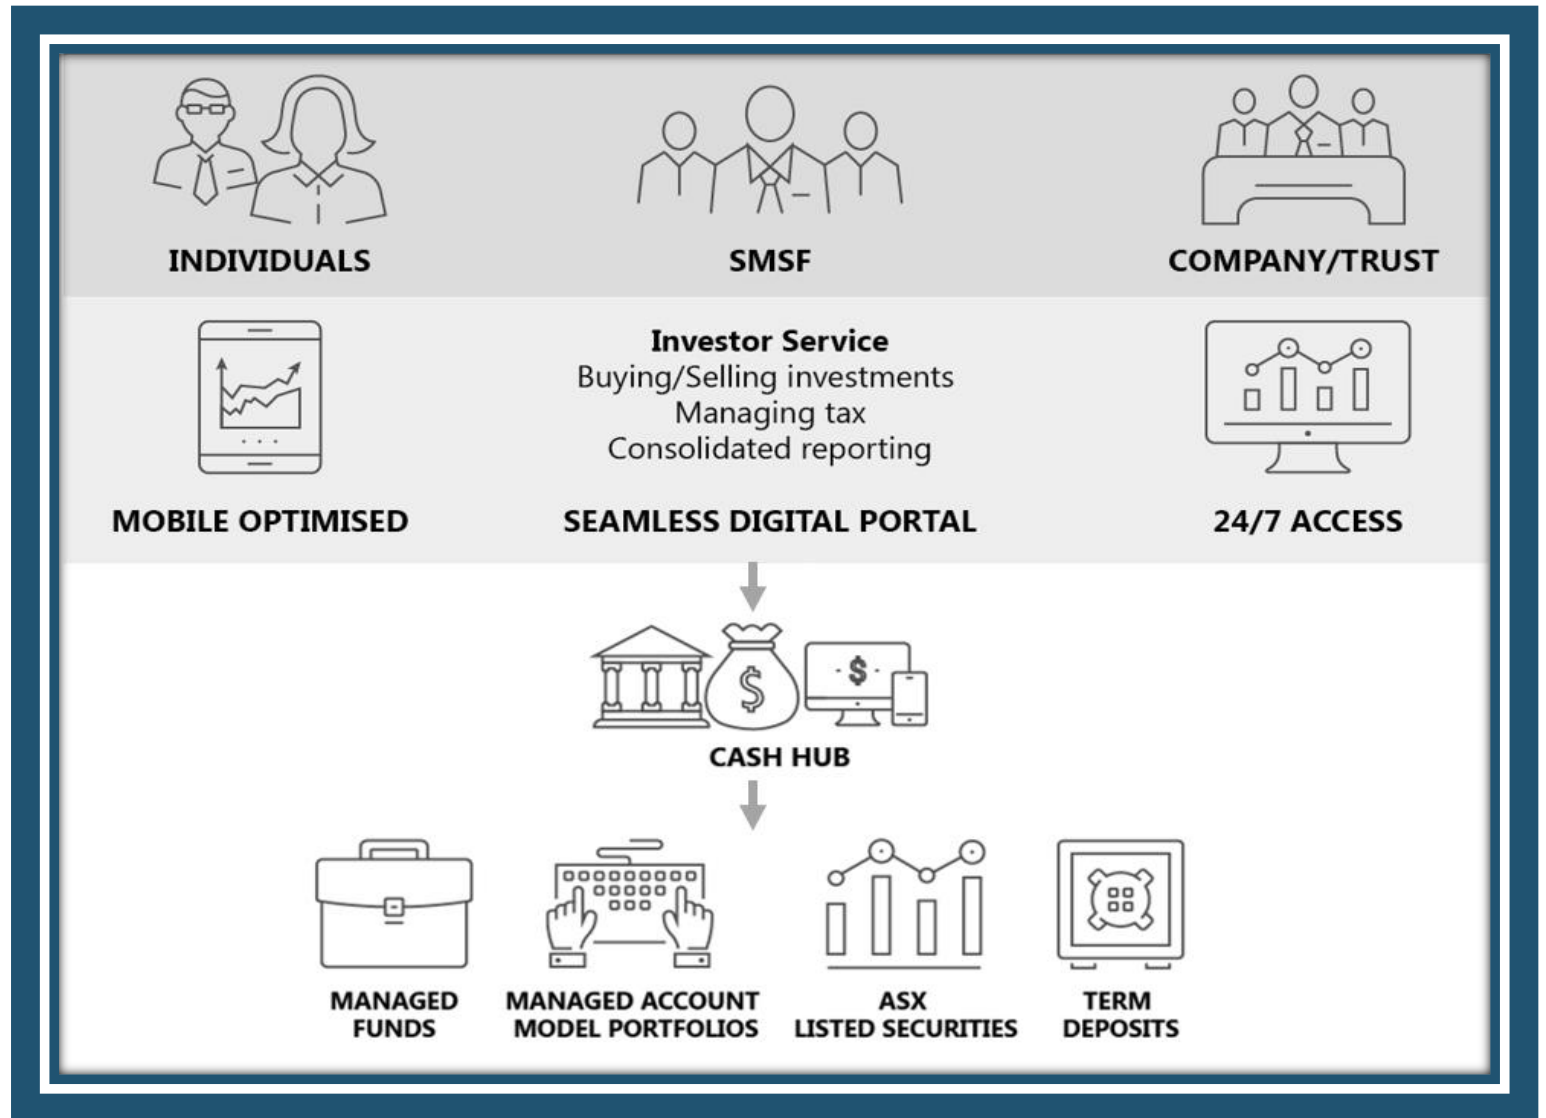 INDIVIDUALS
SMSF
COMPANY/TRUST
Investor Service
Buying/Selling investments
Managing tax
Consolidated reporting
MOBILE OPTIMISED
SEAMLESS DIGITAL PORTAL
24/7 ACCESS
$
- $ -
CASH HUB
MANAGED
FUNDS
MANAGED ACCOUNT
MODEL PORTFOLIOS
ASX
LISTED SECURITIES
TERM
DEPOSITS